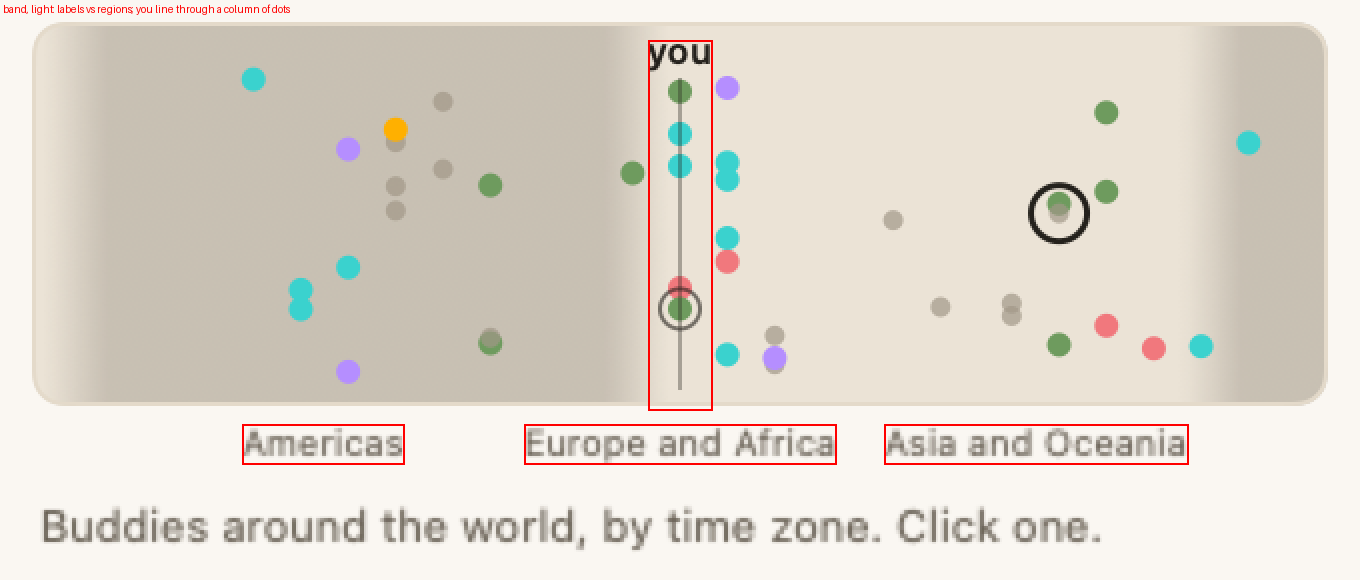 band, light: labels vs regions; you line through a column of dots
you
Americas
Europe and Africa
Asia and Oceania
Buddies around the world, by time zone. Click one.